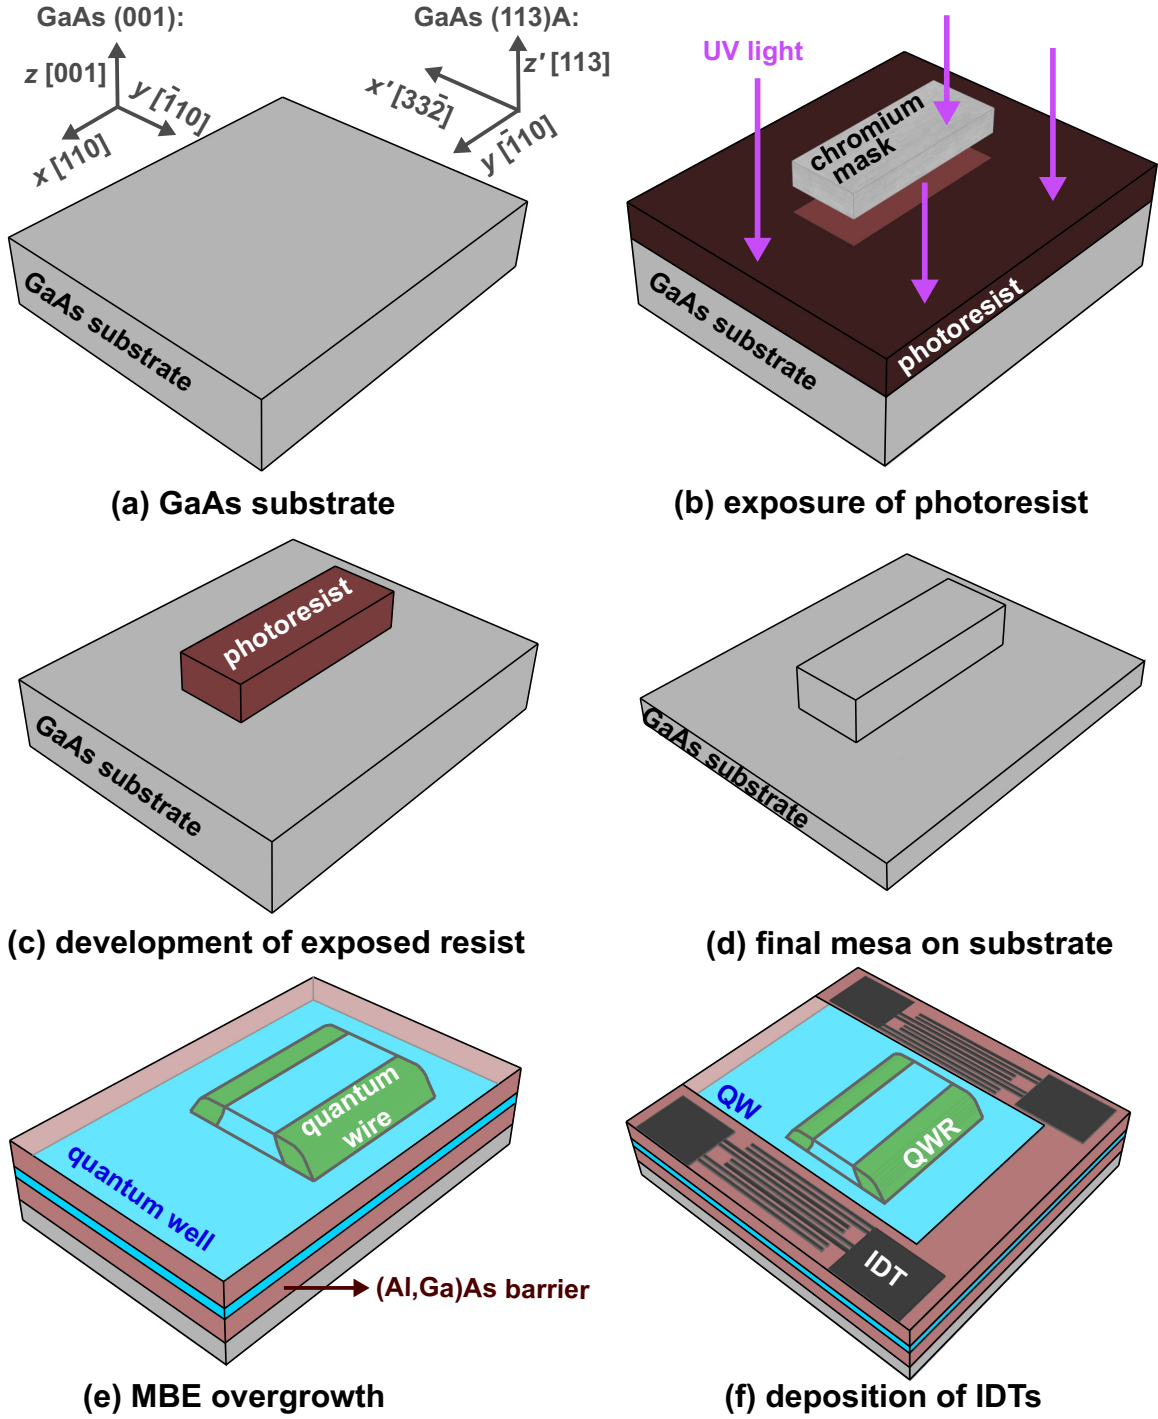 GaAs (001):
z [001]
y [1̄10]
x [110]
GaAs (113)A:
z' [113]
x' [332̄]
y [1̄10]
GaAs substrate
(a) GaAs substrate
UV light
chromium
mask
GaAs substrate
photoresist
(b) exposure of photoresist
photoresist
GaAs substrate
(c) development of exposed resist
GaAs substrate
(d) final mesa on substrate
quantum
wire
quantum well
(Al,Ga)As barrier
(e) MBE overgrowth
QW
QWR
IDT
(f) deposition of IDTs